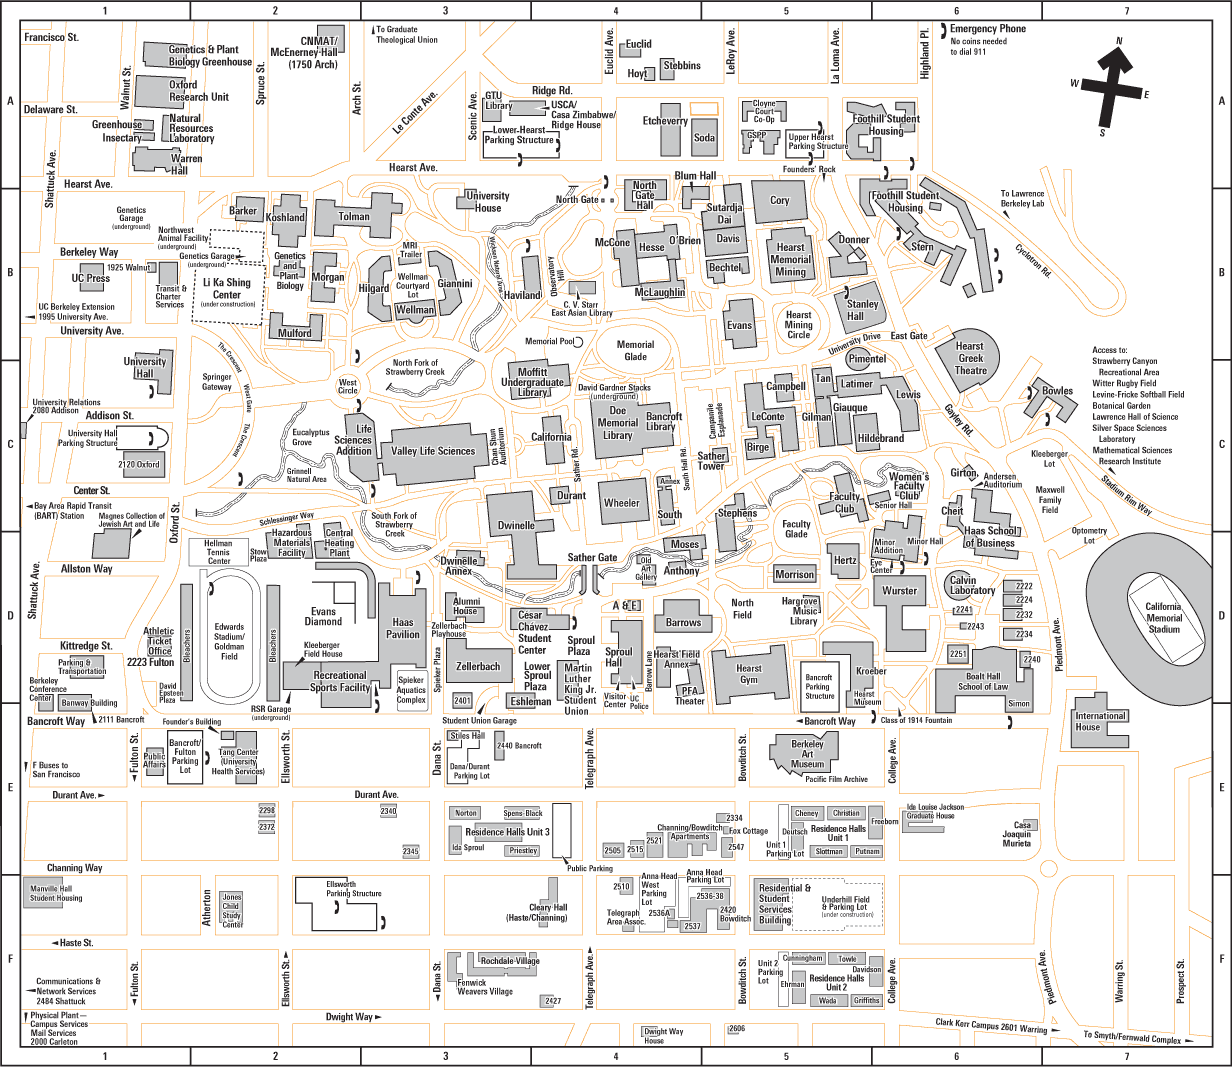 1 2 3 4 5 6 7
Francisco St.
Genetics & Plant
Biology Greenhouse
CNMAT/
McEnerney Hall
(1750 Arch)
To Graduate
Theological Union
Euclid Ave.
Euclid
Hoyt
Stebbins
LeRoy Ave.
La Loma Ave.
Highland Pl.
Emergency Phone
No coins needed
to dial 911
N
W
E
S
Walnut St.
Spruce St.
Arch St.
Le Conte Ave.
Scenic Ave.
Oxford
Research Unit
A
A
Delaware St.
Greenhouse
Insectary
Natural
Resources
Laboratory
Warren
Hall
GTU
Library
Ridge Rd.
USCA/
Casa Zimbabwe/
Ridge House
Lower Hearst
Parking Structure
Etcheverry
Soda
Cloyne
Court
Co-Op
GSPP
Upper Hearst
Parking Structure
Foothill Student
Housing
Founders' Rock
Shattuck Ave.
Hearst Ave.
Hearst Ave.
Blum Hall
Genetics
Garage
(underground)
Barker
Koshland
Tolman
University
House
North Gate
North
Gate
Hall
Sutardja
Dai
Cory
Foothill Student
Housing
To Lawrence
Berkeley Lab
Northwest
Animal Facility
(underground)
Genetics Garage
(underground)
Berkeley Way
UC Press
1925 Walnut
Transit &
Charter
Services
Li Ka Shing
Center
(under construction)
Genetics
and
Plant
Biology
Morgan
MRI
Trailer
Wellman
Courtyard
Lot
Hilgard
Giannini
Wellman
Wickson Natural Area
Haviland
Observatory
Hill
McCone
Hesse
O'Brien
McLaughlin
Davis
Bechtel
Hearst
Memorial
Mining
Donner
Stern
Cyclotron Rd.
B
B
C. V. Starr
East Asian Library
Stanley
Hall
UC Berkeley Extension
1995 University Ave.
University Ave.
Mulford
Evans
Hearst
Mining
Circle
University Drive
East Gate
Memorial Pool
Memorial
Glade
Pimentel
Hearst
Greek
Theatre
Access to:
Strawberry Canyon
Recreational Area
Witter Rugby Field
Levine-Fricke Softball Field
Botanical Garden
Lawrence Hall of Science
Silver Space Sciences
Laboratory
Mathematical Sciences
Research Institute
University
Hall
Springer
Gateway
The Crescent
West Gate
The Crescent
West
Circle
North Fork of
Strawberry Creek
Moffitt
Undergraduate
Library
David Gardner Stacks
(underground)
Doe
Memorial
Library
Bancroft
Library
Campanile
Esplanade
Campbell
LeConte
Birge
Tan
Latimer
Gilman
Giauque
Lewis
Hildebrand
Gayley Rd.
Bowles
University Relations
2080 Addison
Addison St.
University Hall
Parking Structure
2120 Oxford
Eucalyptus
Grove
Grinnell
Natural Area
Life
Sciences
Addition
Valley Life Sciences
Chan Shun
Auditorium
California
Sather Rd.
South Hall Rd.
Sather
Tower
C
C
Kleeberger
Lot
Stadium Rim Way
Center St.
Bay Area Rapid Transit
(BART) Station
Magnes Collection of
Jewish Art and Life
Oxford St.
Schlessinger Way
South Fork of
Strawberry
Creek
Durant
Wheeler
Annex
South
Stephens
Faculty
Club
Women's
Faculty
Club
Senior Hall
Girton
Andersen
Auditorium
Cheit
Haas School
of Business
Maxwell
Family
Field
Optometry
Lot
Hellman
Tennis
Center
Stow
Plaza
Hazardous
Materials
Facility
Central
Heating
Plant
Dwinelle
Dwinelle
Annex
Sather Gate
Moses
Old
Art
Gallery
Anthony
Faculty
Glade
Morrison
Hertz
Minor
Addition
Minor Hall
Eye
Center
Allston Way
Shattuck Ave.
Evans
Diamond
Haas
Pavilion
Alumni
House
Cesar
Chavez
Student
Center
A & E
Barrows
North
Field
Hargrove
Music
Library
Wurster
Calvin
Laboratory
2222
2224
2232
2234
2241
2243
2251
2240
California
Memorial
Stadium
D
D
Kittredge St.
Athletic
Ticket
Office
2223 Fulton
Parking &
Transportation
Berkeley
Conference
Center
Banway Building
David
Epstein
Plaza
Bleachers
Edwards
Stadium/
Goldman
Field
Bleachers
Kleeberger
Field House
Recreational
Sports Facility
RSR Garage
(underground)
Spieker
Aquatics
Complex
Spieker Plaza
Zellerbach
Playhouse
Zellerbach
2401
Lower
Sproul
Plaza
Eshleman
Sproul
Plaza
Martin
Luther
King Jr.
Student
Union
Sproul
Hall
Visitor
Center
UC
Police
Barrow Lane
Hearst Field
Annex
PFA
Theater
Hearst
Gym
Bancroft
Parking
Structure
Kroeber
Hearst
Museum
Boalt Hall
School of Law
Simon
Piedmont Ave.
International
House
2111 Bancroft
Bancroft Way
Founder's Building
Student Union Garage
Bancroft Way
Class of 1914 Fountain
F Buses to
San Francisco
Fulton St.
Public
Affairs
Bancroft/
Fulton
Parking
Lot
Tang Center
(University
Health Services)
Ellsworth St.
Dana St.
Stiles Hall
2440 Bancroft
Dana/Durant
Parking Lot
Telegraph Ave.
Bowditch St.
Berkeley
Art
Museum
Pacific Film Archive
College Ave.
E
E
Durant Ave.
Durant Ave.
2298
2372
2340
2345
Norton
Spens-Black
Residence Halls Unit 3
Ida Sproul
Priestley
Public Parking
2334
Channing/Bowditch
Apartments
Fox Cottage
2505
2515
2521
2547
Cheney
Christian
Deutsch
Residence Halls
Unit 1
Freeborn
Unit 1
Parking Lot
Slottman
Putnam
Ida Louise Jackson
Graduate House
Casa
Joaquin
Murieta
Channing Way
Manville Hall
Student Housing
Atherton
Jones
Child
Study
Center
Ellsworth
Parking Structure
Cleary Hall
(Haste/Channing)
2510
Telegraph
Area Assoc.
Anna Head
West
Parking
Lot
2536A
Anna Head
Parking Lot
2536-38
2537
2420
Bowditch
Residential &
Student
Services
Building
Underhill Field
& Parking Lot
(under construction)
Haste St.
F
F
Communications &
Network Services
2484 Shattuck
Fulton St.
Ellsworth St.
Dana St.
Rochdale Village
Fenwick
Weavers Village
2427
Telegraph Ave.
Bowditch St.
Unit 2
Parking
Lot
Cunningham
Towle
Davidson
Ehrman
Residence Halls
Unit 2
Wada
Griffiths
College Ave.
Piedmont Ave.
Warring St.
Prospect St.
Physical Plant—
Campus Services
Mail Services
2000 Carleton
Dwight Way
Dwight Way
House
2606
Clark Kerr Campus 2601 Warring
To Smyth/Fernwald Complex
1 2 3 4 5 6 7